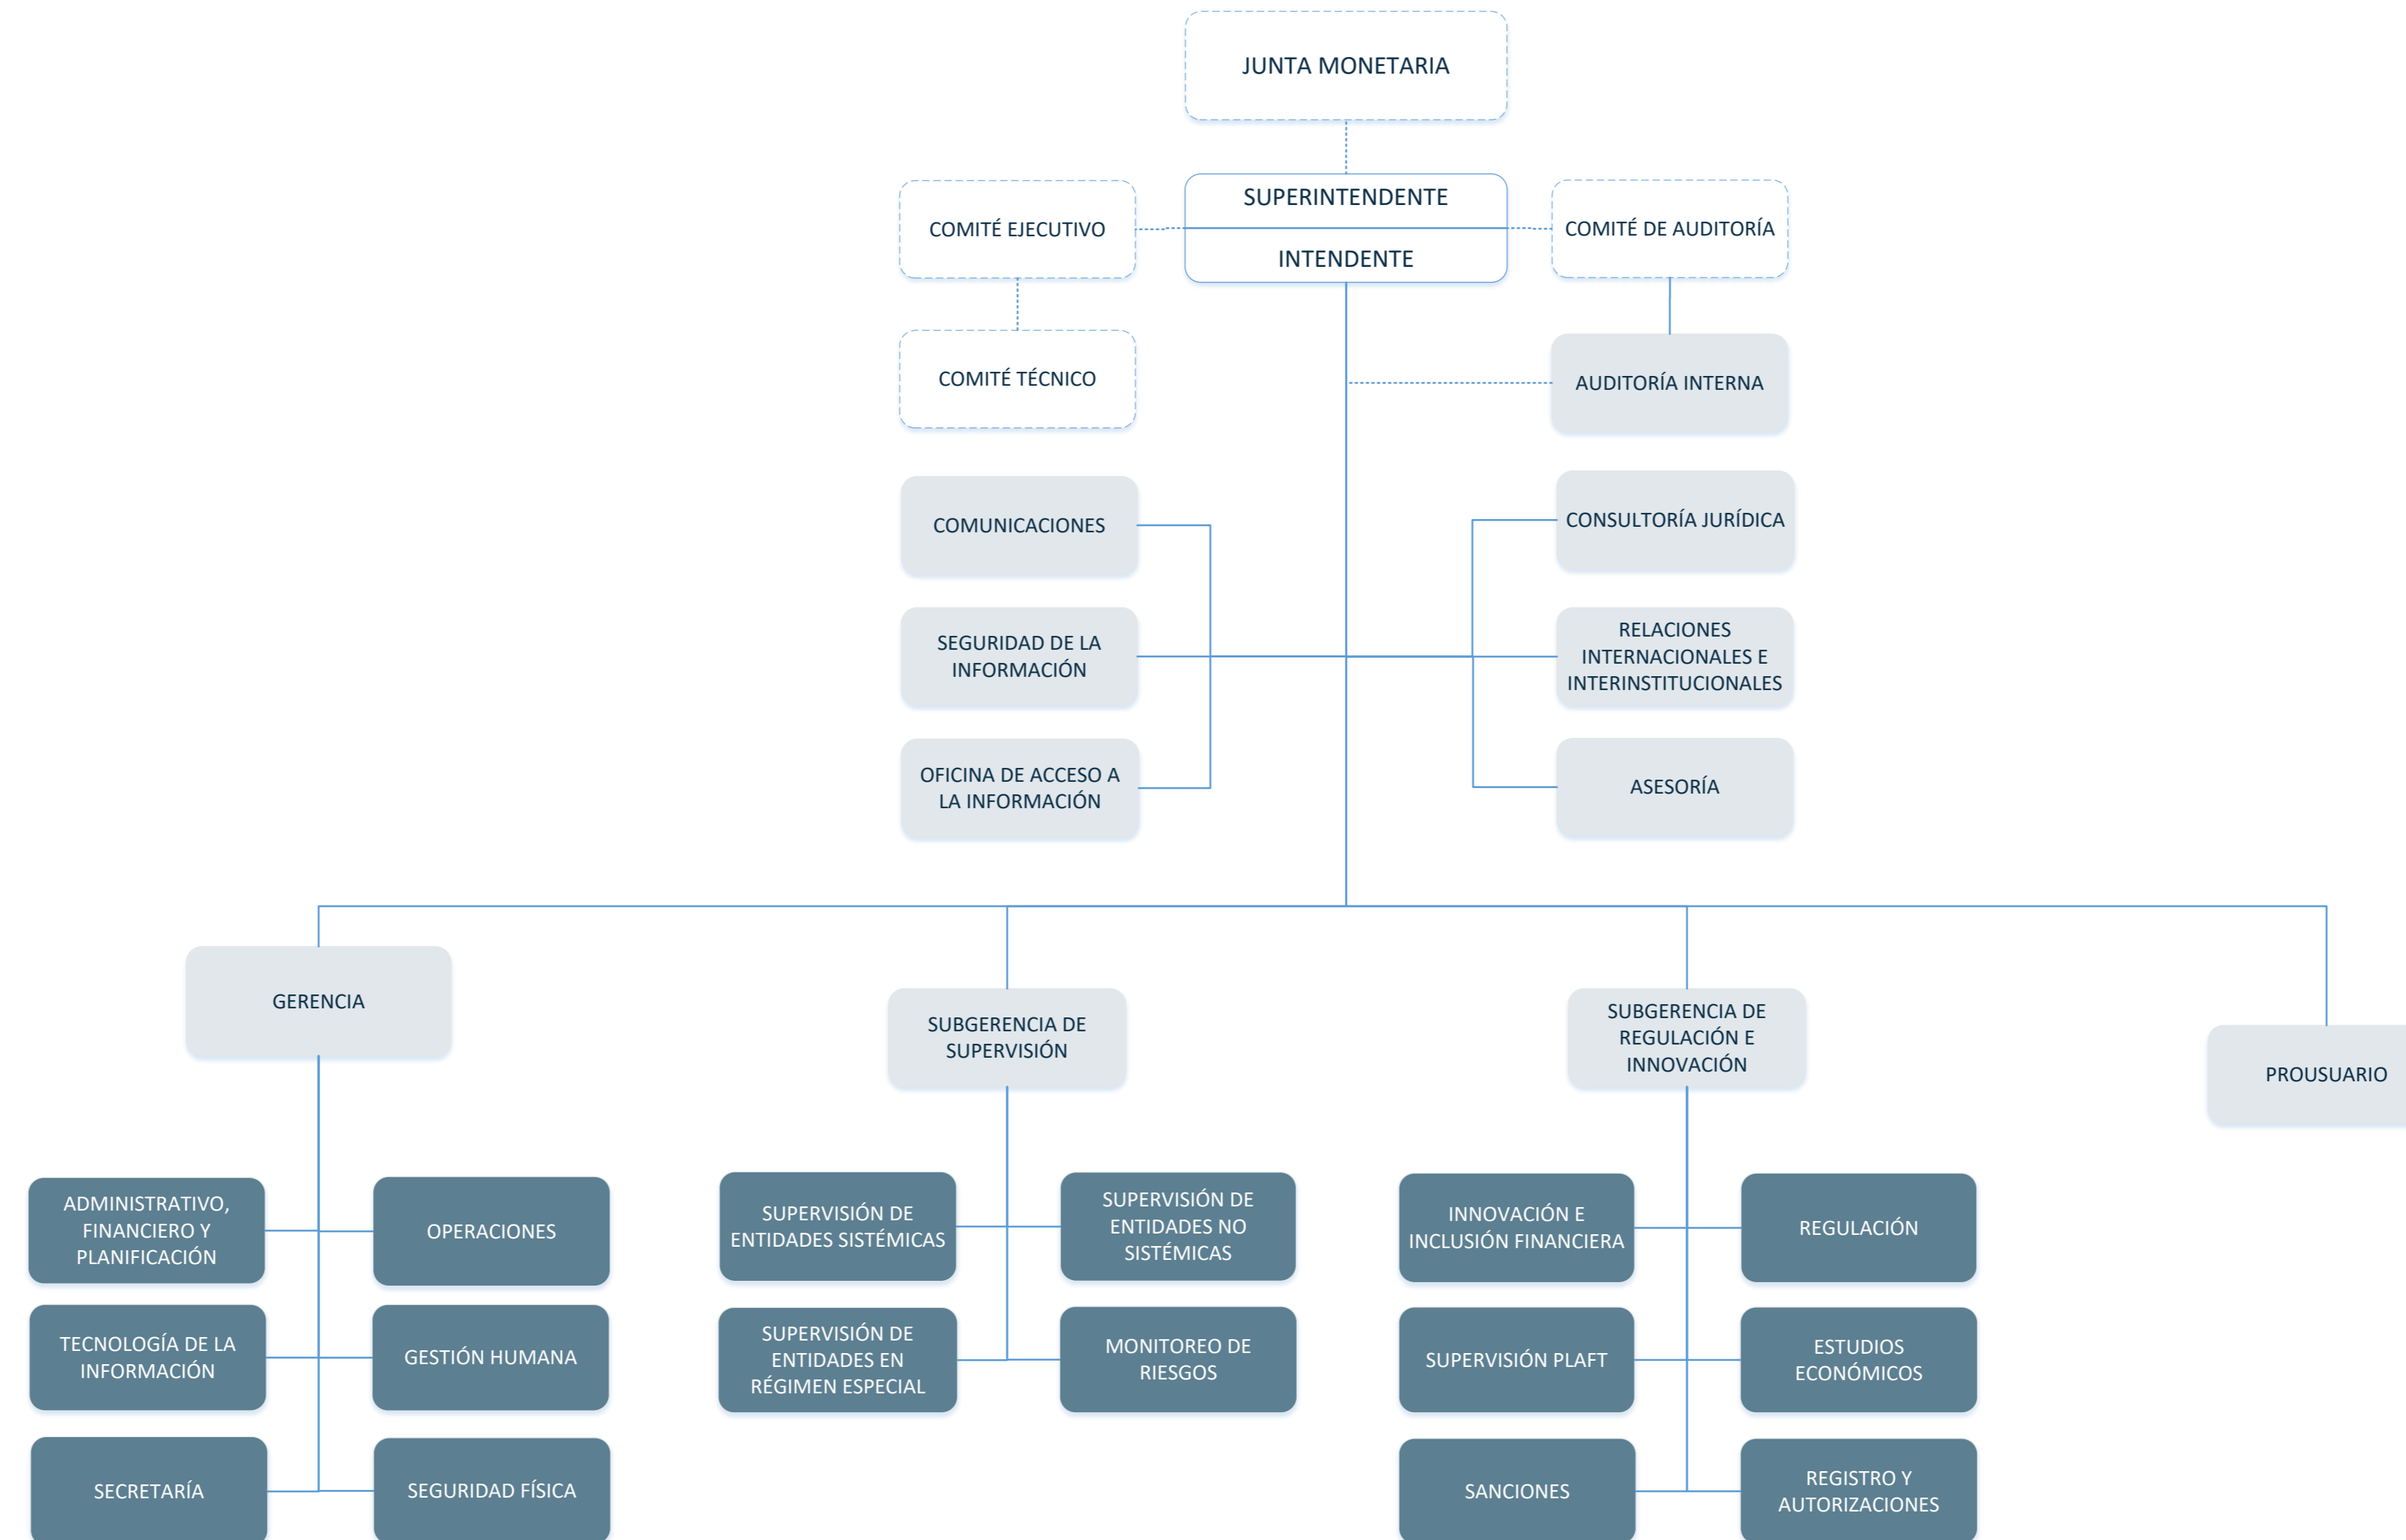 JUNTA MONETARIA
SUPERINTENDENTE
INTENDENTE
COMITÉ EJECUTIVO
COMITÉ DE AUDITORÍA
COMITÉ TÉCNICO
AUDITORÍA INTERNA
COMUNICACIONES
CONSULTORÍA JURÍDICA
SEGURIDAD DE LA
INFORMACIÓN
RELACIONES
INTERNACIONALES E
INTERINSTITUCIONALES
OFICINA DE ACCESO A
LA INFORMACIÓN
ASESORÍA
GERENCIA
SUBGERENCIA DE
SUPERVISIÓN
SUBGERENCIA DE
REGULACIÓN E
INNOVACIÓN
PROUSUARIO
ADMINISTRATIVO,
FINANCIERO Y
PLANIFICACIÓN
OPERACIONES
SUPERVISIÓN DE
ENTIDADES SISTÉMICAS
SUPERVISIÓN DE
ENTIDADES NO
SISTÉMICAS
INNOVACIÓN E
INCLUSIÓN FINANCIERA
REGULACIÓN
TECNOLOGÍA DE LA
INFORMACIÓN
GESTIÓN HUMANA
SUPERVISIÓN DE
ENTIDADES EN
RÉGIMEN ESPECIAL
MONITOREO DE
RIESGOS
SUPERVISIÓN PLAFT
ESTUDIOS
ECONÓMICOS
SECRETARÍA
SEGURIDAD FÍSICA
SANCIONES
REGISTRO Y
AUTORIZACIONES